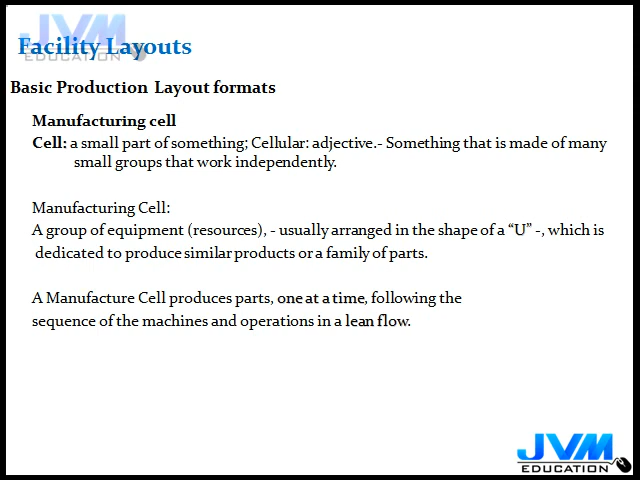 JVM
EDUCATION
Facility Layouts
Basic Production Layout formats
Manufacturing cell
Cell: a small part of something; Cellular: adjective.- Something that is made of many
small groups that work independently.
Manufacturing Cell:
A group of equipment (resources), - usually arranged in the shape of a “U” -, which is
dedicated to produce similar products or a family of parts.
A Manufacture Cell produces parts, one at a time, following the
sequence of the machines and operations in a lean flow.
JVM
EDUCATION